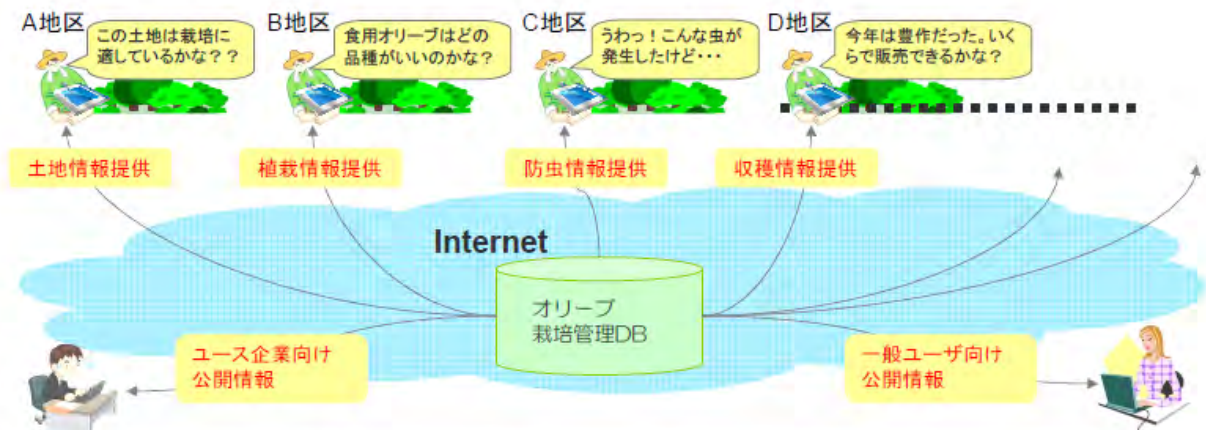 A地区
この土地は栽培に
適しているかな？？
B地区
食用オリーブはどの
品種がいいのかな？
C地区
うわっ！こんな虫が
発生したけど・・・
D地区
今年は豊作だった。いく
らで販売できるかな？
土地情報提供
植栽情報提供
防虫情報提供
収穫情報提供
Internet
オリーブ
栽培管理DB
ユース企業向け
公開情報
一般ユーザ向け
公開情報